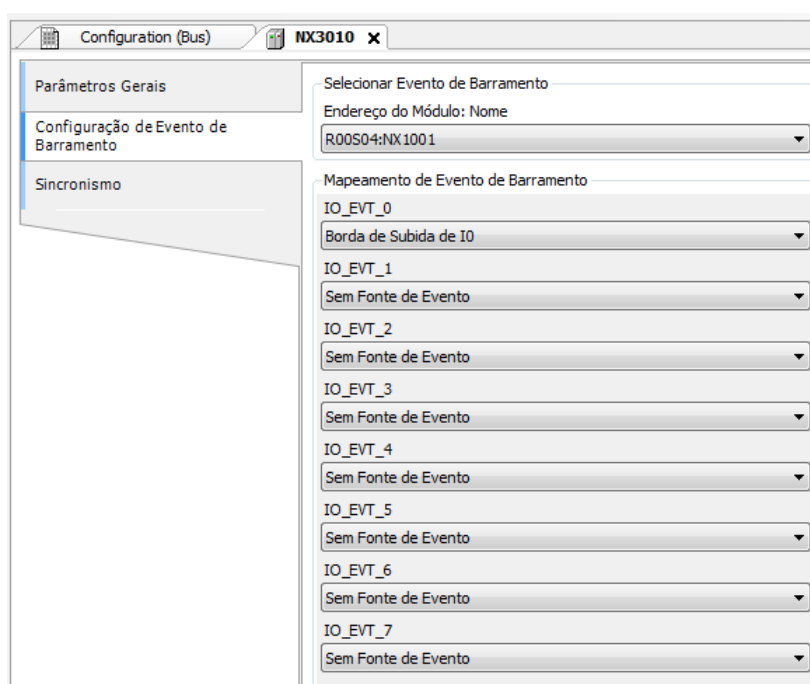 Configuration (Bus)
NX3010
Parâmetros Gerais
Configuração de Evento de
Barramento
Sincronismo
Selecionar Evento de Barramento
Endereço do Módulo: Nome
R00S04:NX1001
Mapeamento de Evento de Barramento
IO_EVT_0
Borda de Subida de I0
IO_EVT_1
Sem Fonte de Evento
IO_EVT_2
Sem Fonte de Evento
IO_EVT_3
Sem Fonte de Evento
IO_EVT_4
Sem Fonte de Evento
IO_EVT_5
Sem Fonte de Evento
IO_EVT_6
Sem Fonte de Evento
IO_EVT_7
Sem Fonte de Evento